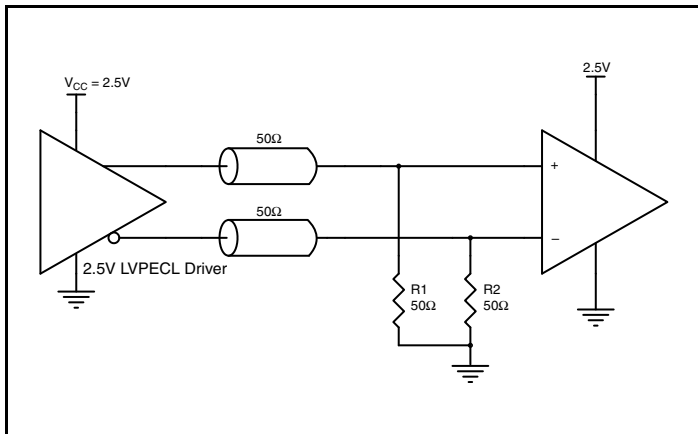 V_CC = 2.5V
2.5V
50Ω
50Ω
+
–
2.5V LVPECL Driver
R1
50Ω
R2
50Ω